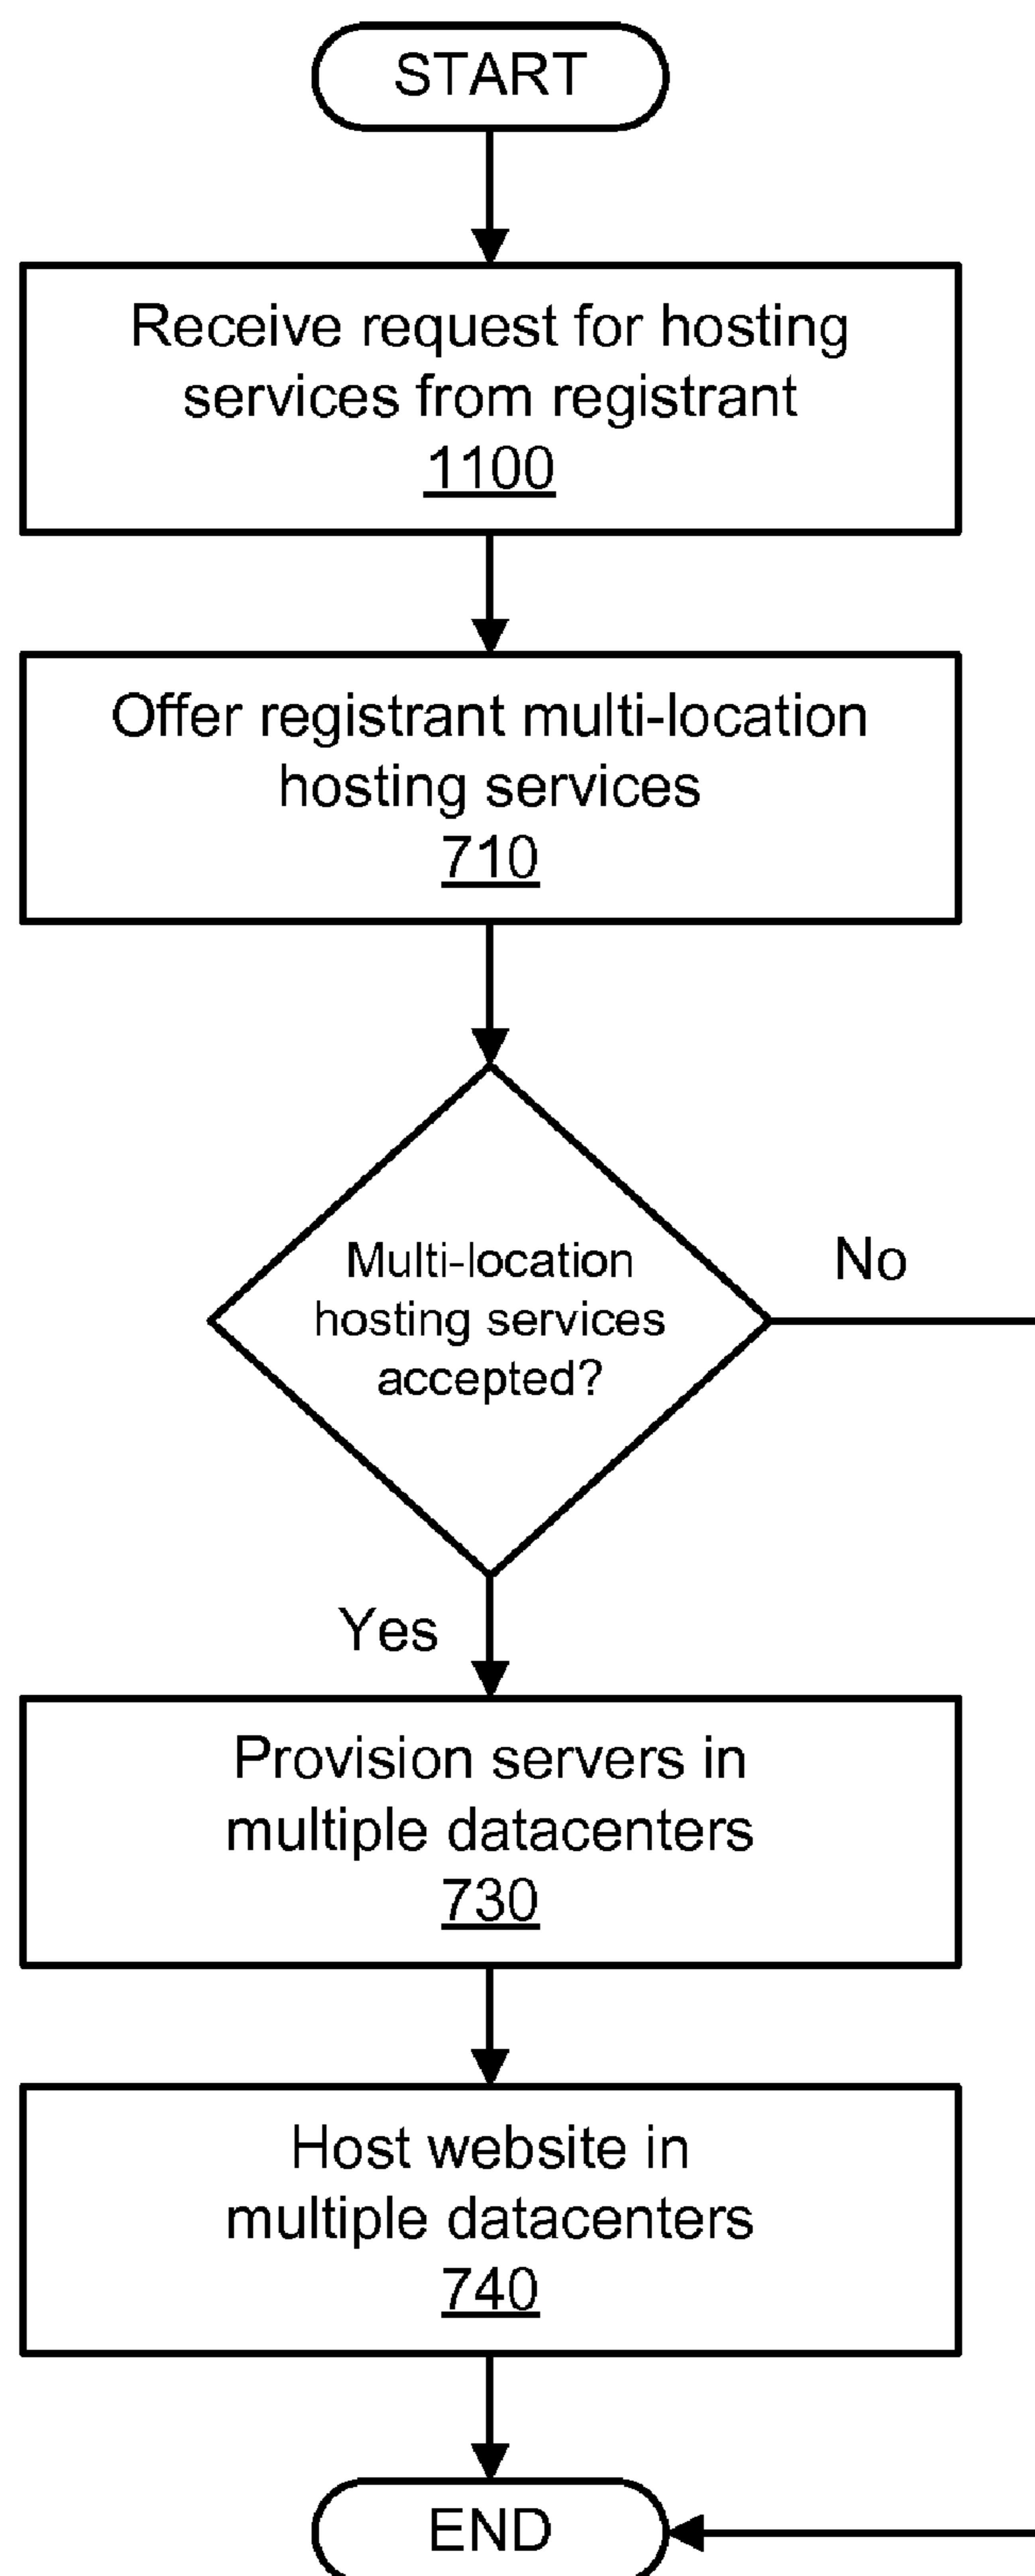 START
Receive request for hosting
services from registrant
1100
Offer registrant multi-location
hosting services
710
Multi-location
hosting services
accepted?
No
Yes
Provision servers in
multiple datacenters
730
Host website in
multiple datacenters
740
END